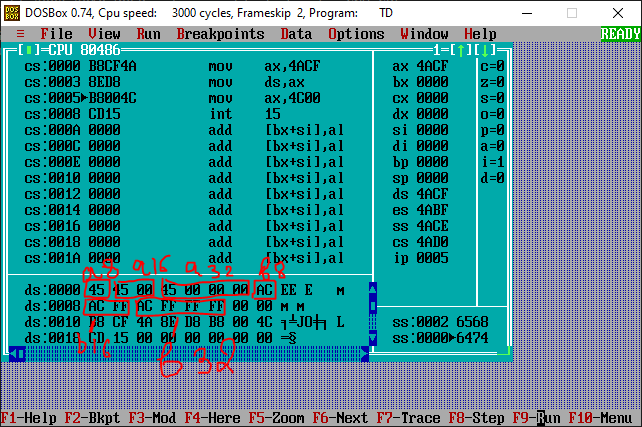 DOSBox 0.74, Cpu speed: 3000 cycles, Frameskip 2, Program: TD
≡ File View Run Breakpoints Data Options Window Help READY
[■]=CPU 80486 1=[↑][↓]
cs:0000 B8CF4A mov ax,4ACF ax 4ACF c=0
cs:0003 8ED8 mov ds,ax bx 0000 z=0
cs:0005►B8004C mov ax,4C00 cx 0000 s=0
cs:0008 CD15 int 15 dx 0000 o=0
cs:000A 0000 add [bx+si],al si 0000 p=0
cs:000C 0000 add [bx+si],al di 0000 a=0
cs:000E 0000 add [bx+si],al bp 0000 i=1
cs:0010 0000 add [bx+si],al sp 0000 d=0
cs:0012 0000 add [bx+si],al ds 4ACF
cs:0014 0000 add [bx+si],al es 4ABF
cs:0016 0000 add [bx+si],al ss 4ACE
cs:0018 0000 add [bx+si],al cs 4AD0
cs:001A 0000 add [bx+si],al ip 0005
a8 a16 a32 b8
ds:0000 45 45 00 45 00 00 00 AC EE E м
ds:0008 AC FF AC FF FF FF 00 00 м м
ds:0010 B8 CF 4A 8E D8 B8 00 4C ╕╧JО╪╕ L ss:0002 6568
ds:0018 CD 15 00 00 00 00 00 00 ═§ ss:0000►6474
b16 b 32
F1-Help F2-Bkpt F3-Mod F4-Here F5-Zoom F6-Next F7-Trace F8-Step F9-Run F10-Menu